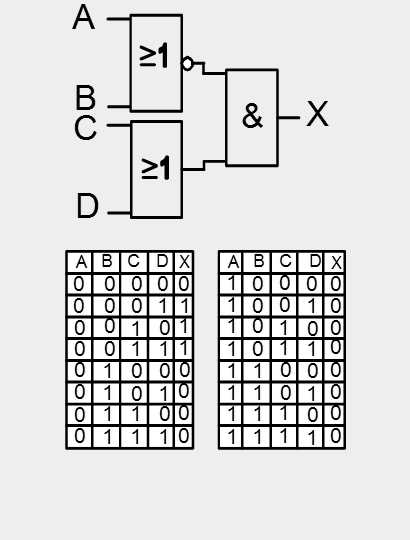 A
≥1
B
& X
C
≥1
D
A B C D X A B C D X
0 0 0 0 0 1 0 0 0 0
0 0 0 1 1 1 0 0 1 0
0 0 1 0 1 1 0 1 0 0
0 0 1 1 1 1 0 1 1 0
0 1 0 0 0 1 1 0 0 0
0 1 0 1 0 1 1 0 1 0
0 1 1 0 0 1 1 1 0 0
0 1 1 1 0 1 1 1 1 0